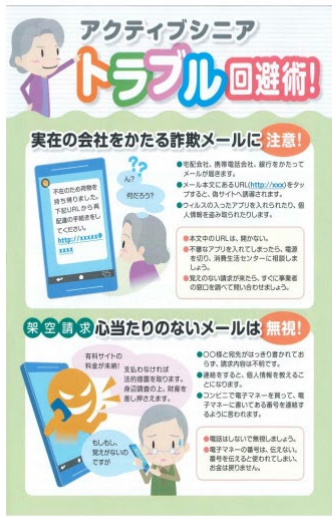 アクティブシニア
トラブル回避術!
実在の会社をかたる詐欺メールに 注意!
不在のため荷物を
持ち帰りました。
下記URLから再
配達の手続きをし
てください。
http://xxxxx@
xxxx
??
ん?
何だろう?
●宅配会社、携帯電話会社、銀行をかたって
メールが届きます。
●メール本文にあるURL(http://xxx)をタッ
プすると、偽サイトへ誘導されます。
●ウィルスの入ったアプリを入れられたり、個
人情報を盗み取られたりします。
●本文中のURLは、開かない。
●不審なアプリを入れてしまったら、電源
を切り、消費生活センターに相談しま
しょう。
●覚えのない請求が来たら、すぐに事業者
の窓口を調べて問い合わせましょう。
架空請求 心当たりのないメールは 無視!
有料サイトの
料金が未納!
支払わなければ
法的措置を取ります。
身辺調査の上、財産
を差し押さえます。
もしもし、
覚えがないの
ですが
●〇〇様と宛先がはっきり書かれてお
らず、請求内容は不明です。
●連絡をすると、個人情報を教えるこ
とになります。
●コンビニで電子マネーを買って、電
子マネーに書いてある番号を連絡す
るように言われます。
●電話はしないで無視しましょう。
●電子マネーの番号は、伝えない。
番号を伝えると使われてしまい、
お金は戻りません。